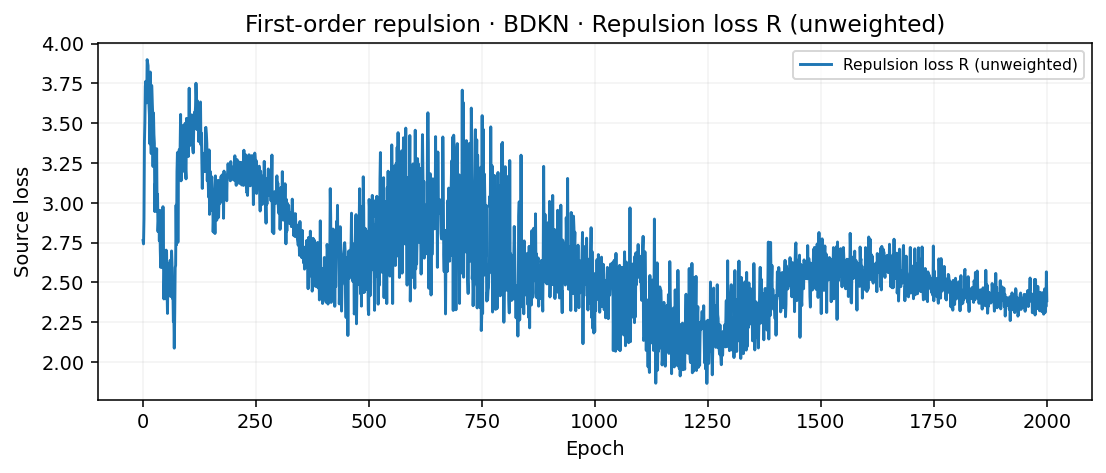 First-order repulsion · BDKN · Repulsion loss R (unweighted)
Repulsion loss R (unweighted)
Source loss
4.00
3.75
3.50
3.25
3.00
2.75
2.50
2.25
2.00
0 250 500 750 1000 1250 1500 1750 2000
Epoch